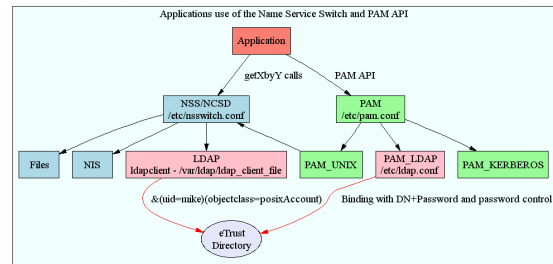 Applications use of the Name Service Switch and PAM API
Application
getXbyY calls
PAM API
NSS/NCSD
/etc/nsswitch.conf
PAM
/etc/pam.conf
Files
NIS
LDAP
ldapclient - /var/ldap/ldap_client_file
PAM_UNIX
PAM_LDAP
/etc/ldap.conf
PAM_KERBEROS
&(uid=mike)(objectclass=posixAccount)
Binding with DN+Password and password control
eTrust
Directory